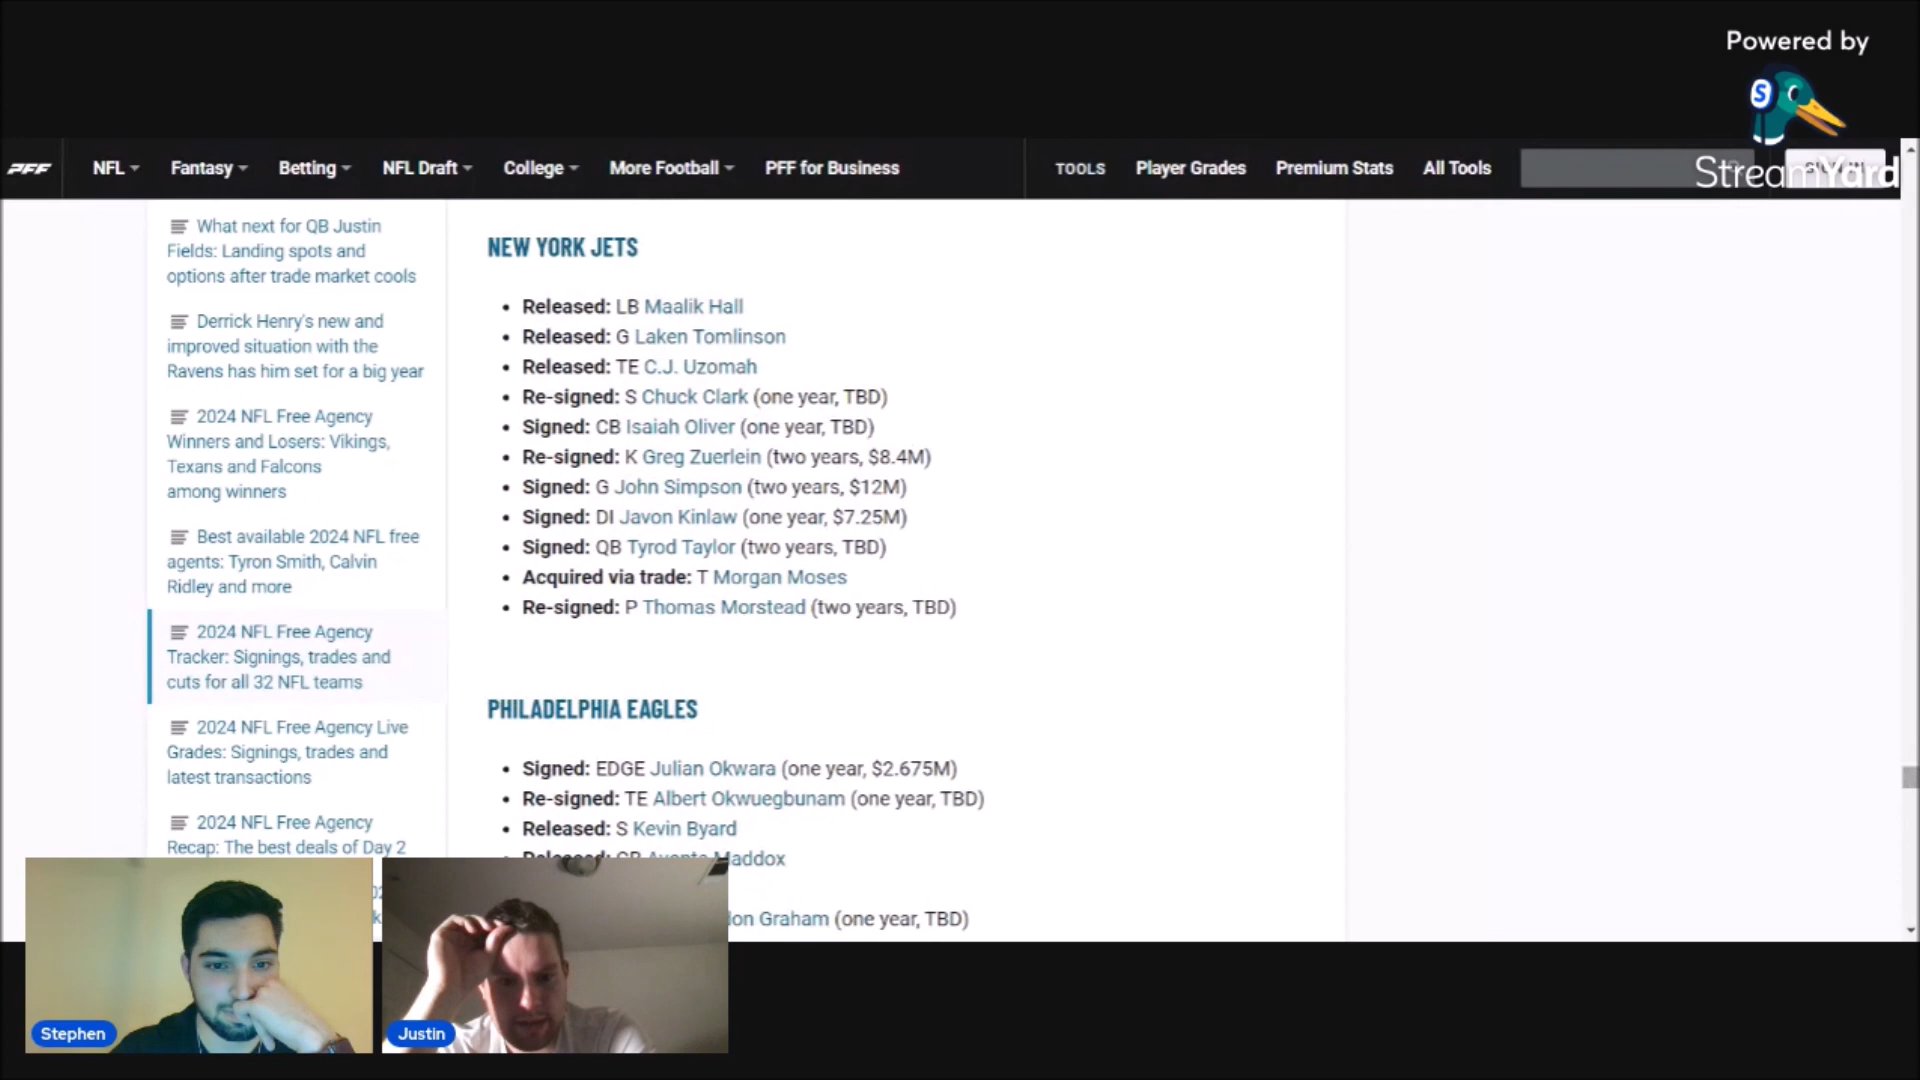 Powered by
StreamYard
PFF NFL Fantasy Betting NFL Draft College More Football PFF for Business TOOLS Player Grades Premium Stats All Tools
What next for QB Justin
Fields: Landing spots and
options after trade market cools
Derrick Henry's new and
improved situation with the
Ravens has him set for a big year
2024 NFL Free Agency
Winners and Losers: Vikings,
Texans and Falcons
among winners
Best available 2024 NFL free
agents: Tyron Smith, Calvin
Ridley and more
2024 NFL Free Agency
Tracker: Signings, trades and
cuts for all 32 NFL teams
2024 NFL Free Agency Live
Grades: Signings, trades and
latest transactions
2024 NFL Free Agency
Recap: The best deals of Day 2
NEW YORK JETS
• Released: LB Maalik Hall
• Released: G Laken Tomlinson
• Released: TE C.J. Uzomah
• Re-signed: S Chuck Clark (one year, TBD)
• Signed: CB Isaiah Oliver (one year, TBD)
• Re-signed: K Greg Zuerlein (two years, $8.4M)
• Signed: G John Simpson (two years, $12M)
• Signed: DI Javon Kinlaw (one year, $7.25M)
• Signed: QB Tyrod Taylor (two years, TBD)
• Acquired via trade: T Morgan Moses
• Re-signed: P Thomas Morstead (two years, TBD)
PHILADELPHIA EAGLES
• Signed: EDGE Julian Okwara (one year, $2.675M)
• Re-signed: TE Albert Okwuegbunam (one year, TBD)
• Released: S Kevin Byard
• Released: CB Avonte Maddox
Graham (one year, TBD)
Stephen
Justin